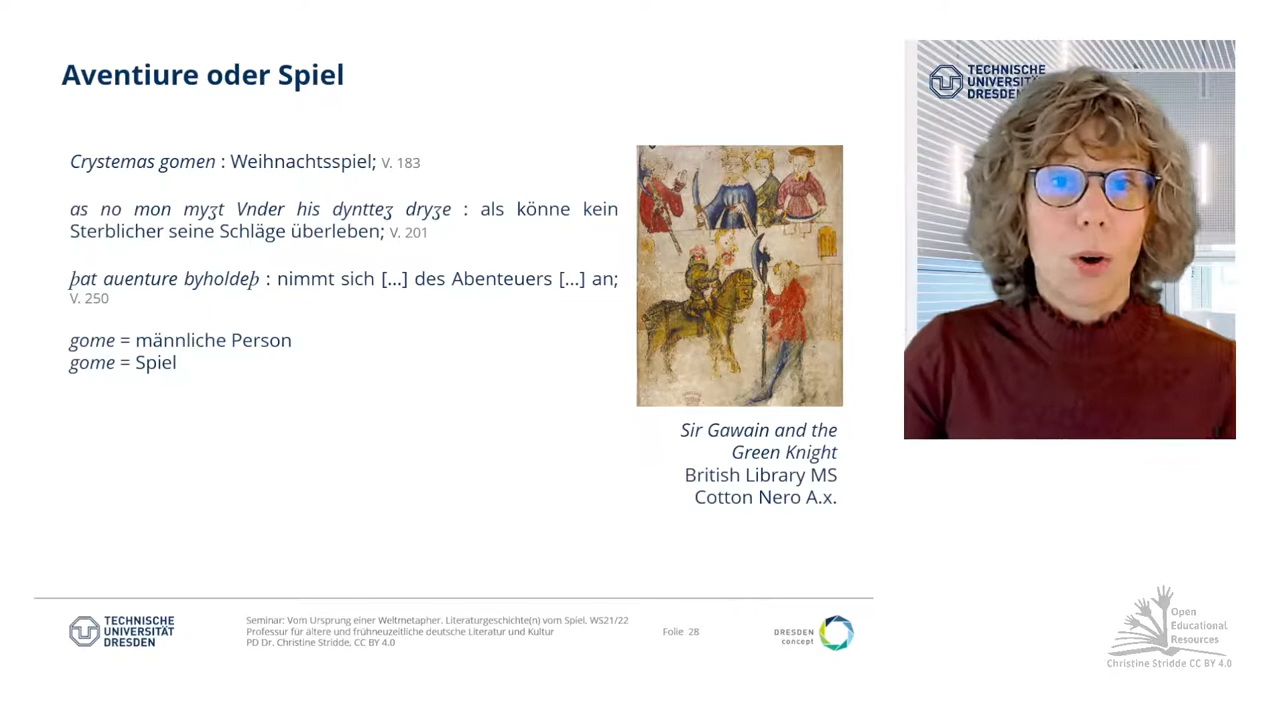 Aventiure oder Spiel
Crystemas gomen : Weihnachtsspiel; V. 183
as no mon myȝt Vnder his dyntteȝ dryȝe : als könne kein
Sterblicher seine Schläge überleben; V. 201
þat auenture byholdeþ : nimmt sich [...] des Abenteuers [...] an;
V. 250
gome = männliche Person
gome = Spiel
Sir Gawain and the
Green Knight
British Library MS
Cotton Nero A.x.
TECHNISCHE
UNIVERSITÄT
DRESDEN
TECHNISCHE
UNIVERSITÄT
DRESDEN
Seminar: Vom Ursprung einer Weltmetapher. Literaturgeschichte(n) vom Spiel. WS21/22
Professur für ältere und frühneuzeitliche deutsche Literatur und Kultur
PD Dr. Christine Stridde, CC BY 4.0
Folie 28
DRESDEN
concept
Open
Educational
Resources
Christine Stridde CC BY 4.0